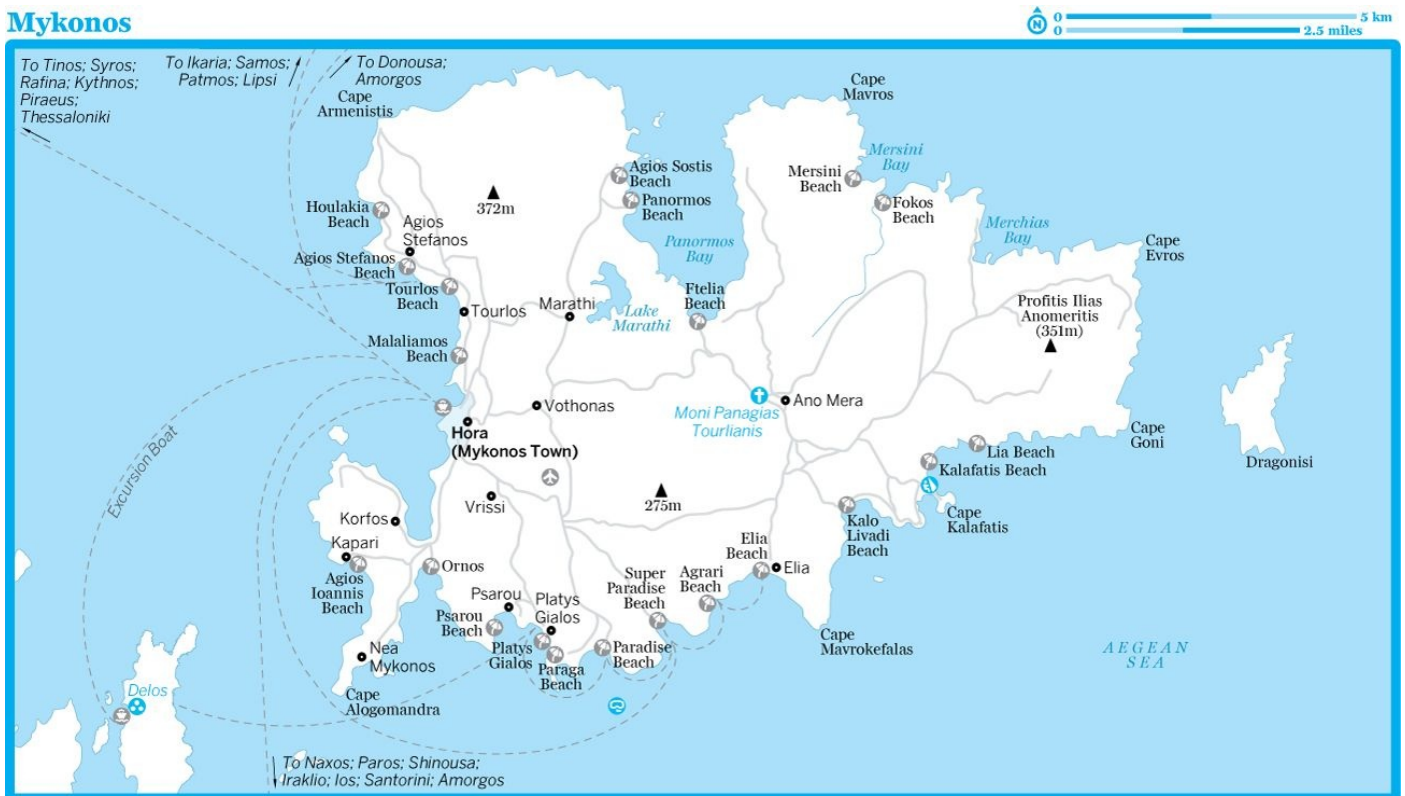 Mykonos
N
0
5 km
0
2.5 miles
To Tinos; Syros;
Rafina; Kythnos;
Piraeus;
Thessaloniki
To Ikaria; Samos;
Patmos; Lipsi
To Donousa;
Amorgos
Cape
Armenistis
Cape
Mavros
Mersini
Bay
Agios Sostis
Beach
Mersini
Beach
Panormos
Beach
Fokos
Beach
372m
Houlakia
Beach
Agios
Stefanos
Panormos
Bay
Merchias
Bay
Cape
Evros
Agios Stefanos
Beach
Tourlos
Beach
Ftelia
Beach
Marathi
Tourlos
Lake
Marathi
Profitis Ilias
Anomeritis
(351m)
Malaliamos
Beach
Vothonas
Ano Mera
Moni Panagias
Tourlianis
Hora
(Mykonos Town)
Cape
Goni
Lia Beach
Kalafatis Beach
Dragonisi
Excursion Boat
Vrissi
275m
Korfos
Kapari
Kalo
Livadi
Beach
Cape
Kalafatis
Elia
Beach
Elia
Ornos
Agios
Ioannis
Beach
Super
Paradise
Beach
Agrari
Beach
Psarou
Platys
Gialos
Psarou
Beach
Platys
Gialos
Paradise
Beach
Paraga
Beach
Cape
Mavrokefalas
Nea
Mykonos
AEGEAN
SEA
Cape
Alogomandra
Delos
To Naxos; Paros; Shinousa;
Iraklio; Ios; Santorini; Amorgos